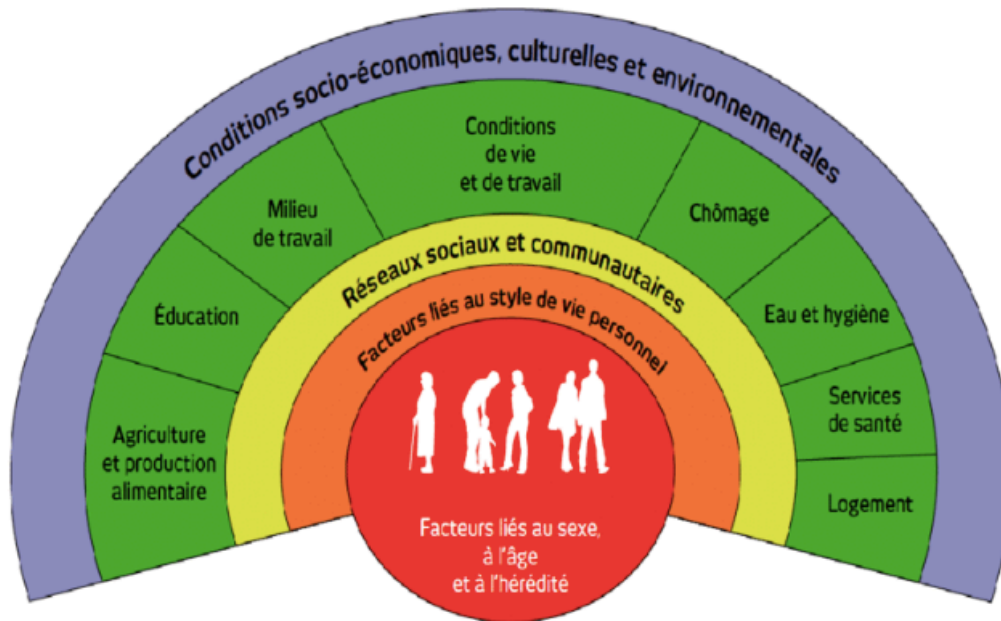 Conditions socio-économiques, culturelles et environnementales
Conditions
de vie
et de travail
Milieu
de travail
Chômage
Éducation
Eau et hygiène
Agriculture
et production
alimentaire
Services
de santé
Logement
Réseaux sociaux et communautaires
Facteurs liés au style de vie personnel
Facteurs liés au sexe,
à l'âge
et à l'hérédité